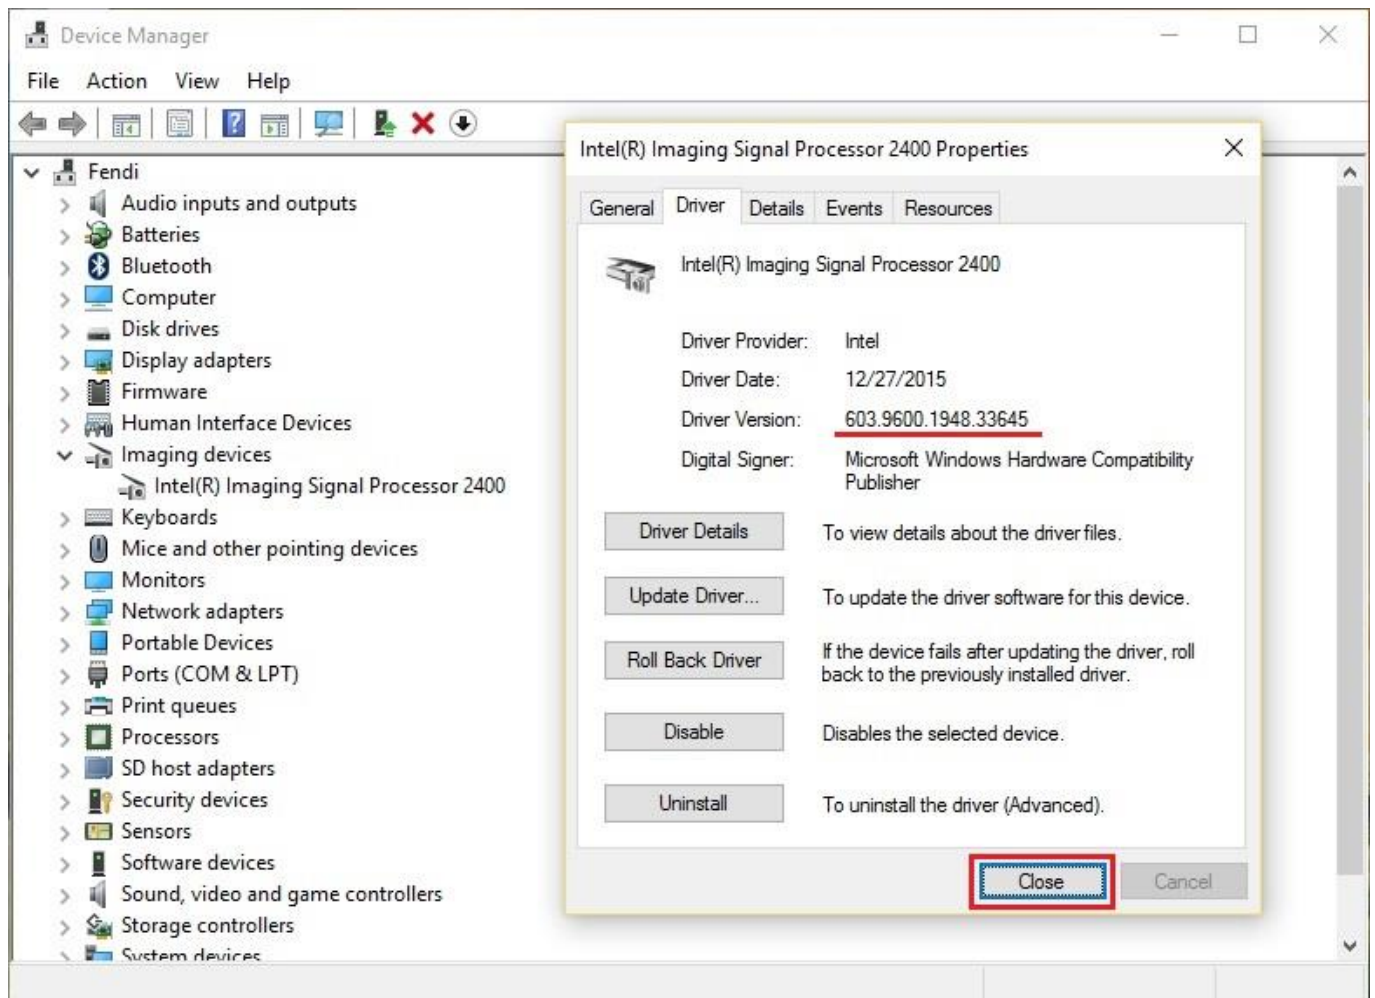 Device Manager
File Action View Help
Fendi
Audio inputs and outputs
Batteries
Bluetooth
Computer
Disk drives
Display adapters
Firmware
Human Interface Devices
Imaging devices
Intel(R) Imaging Signal Processor 2400
Keyboards
Mice and other pointing devices
Monitors
Network adapters
Portable Devices
Ports (COM & LPT)
Print queues
Processors
SD host adapters
Security devices
Sensors
Software devices
Sound, video and game controllers
Storage controllers
System devices
Intel(R) Imaging Signal Processor 2400 Properties
General Driver Details Events Resources
Intel(R) Imaging Signal Processor 2400
Driver Provider: Intel
Driver Date: 12/27/2015
Driver Version: 603.9600.1948.33645
Digital Signer: Microsoft Windows Hardware Compatibility
Publisher
Driver Details To view details about the driver files.
Update Driver... To update the driver software for this device.
Roll Back Driver If the device fails after updating the driver, roll
back to the previously installed driver.
Disable Disables the selected device.
Uninstall To uninstall the driver (Advanced).
Close Cancel